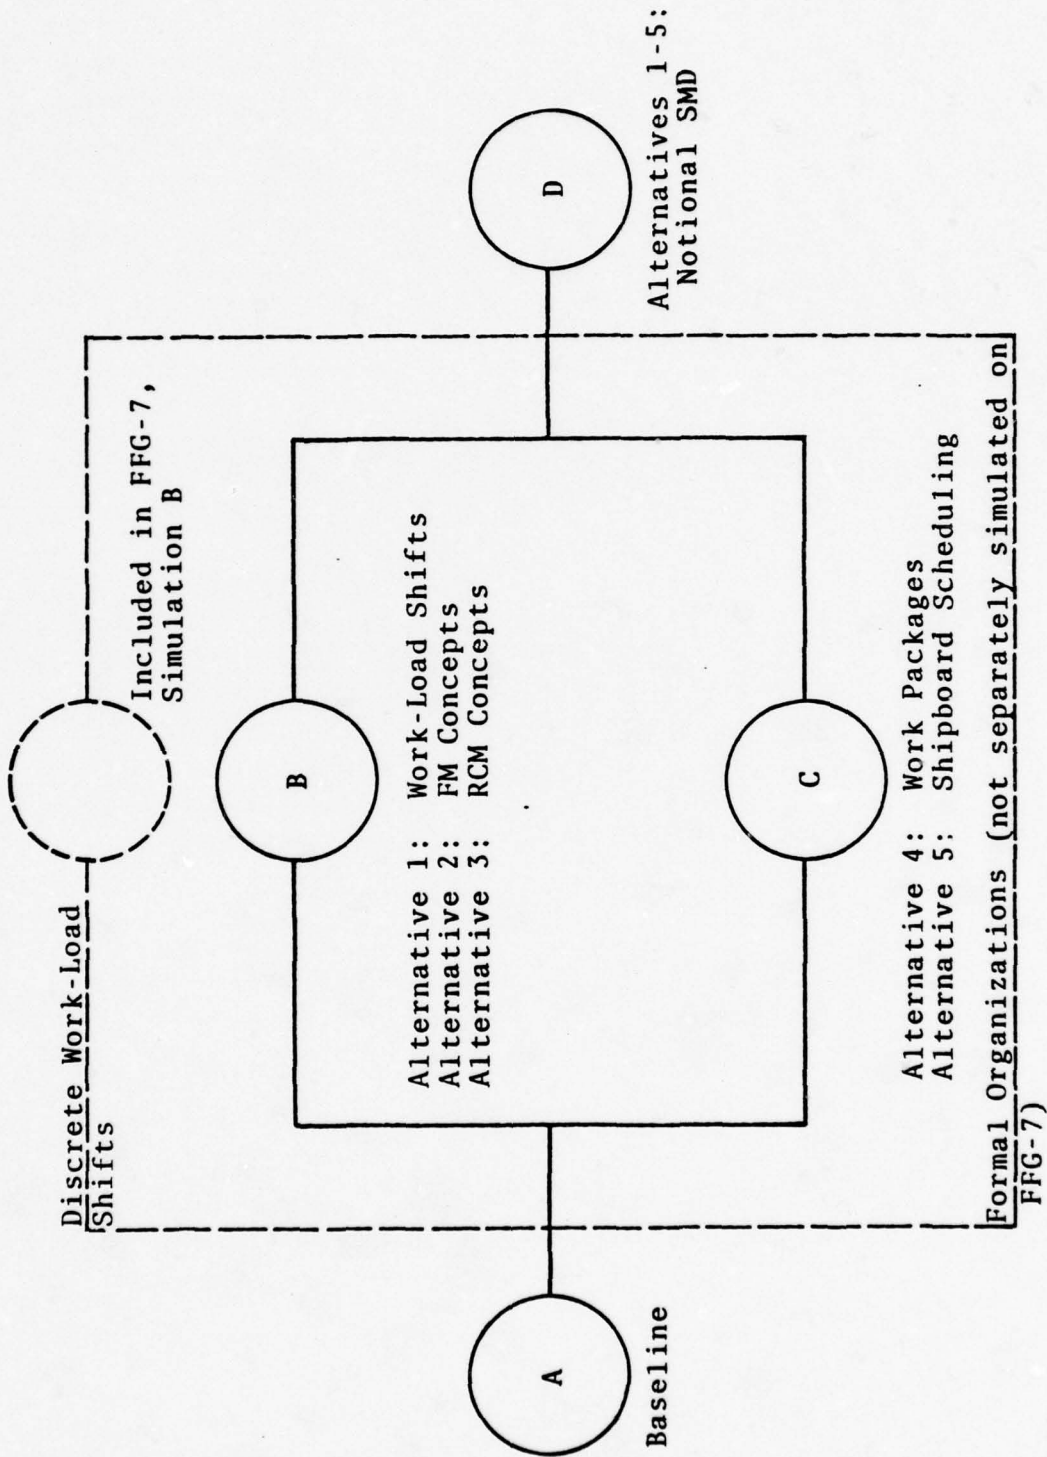 Discrete Work-Load
Shifts
Included in FFG-7,
Simulation B
B
Alternative 1: Work-Load Shifts
Alternative 2: FM Concepts
Alternative 3: RCM Concepts
A
Baseline
D
Alternatives 1-5:
Notional SMD
C
Alternative 4: Work Packages
Alternative 5: Shipboard Scheduling
Formal Organizations (not separately simulated on
FFG-7)